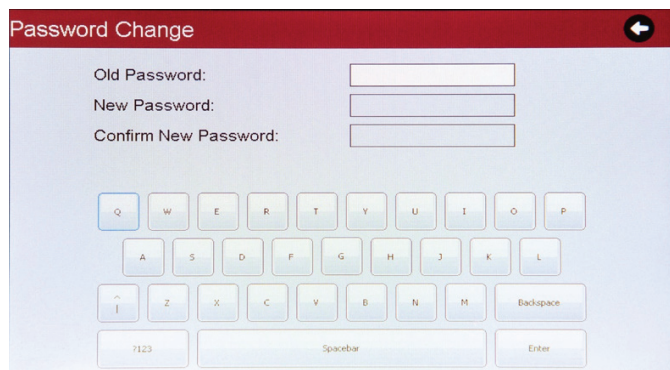 Password Change
Old Password:
New Password:
Confirm New Password:
Q W E R T Y U I O P
A S D F G H J K L
Z X C V B N M Backspace
?123 Spacebar Enter